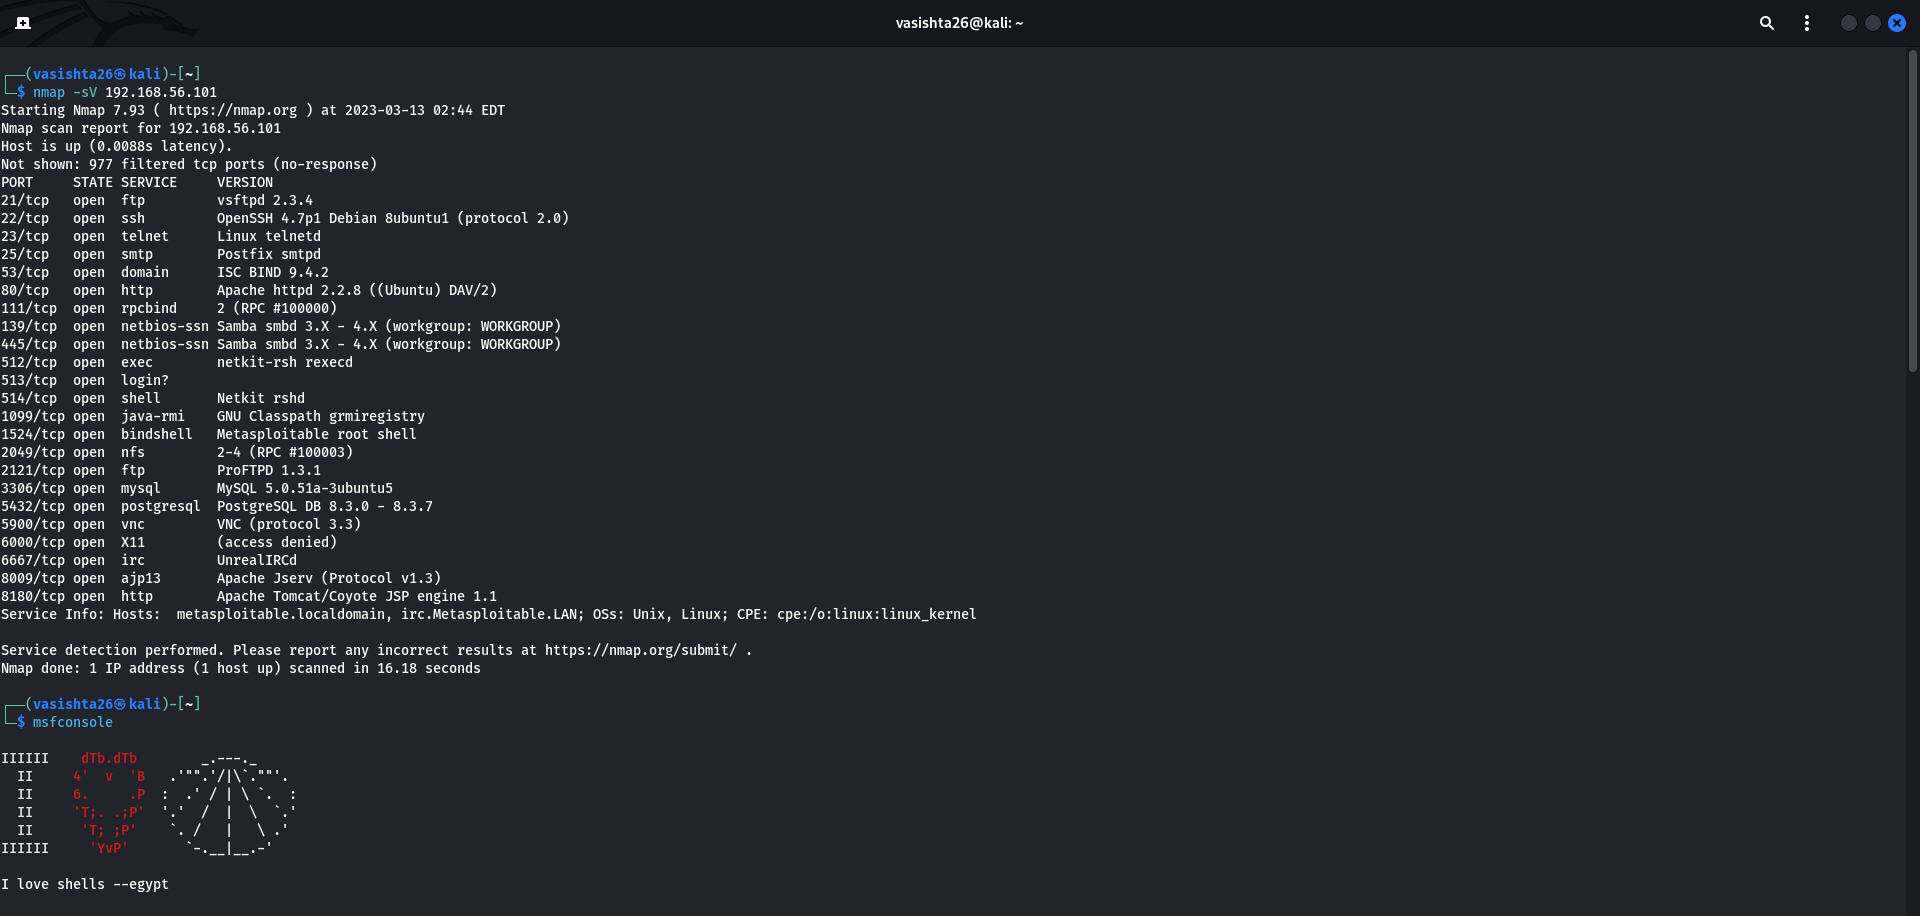 vasishta26@kali: ~
┌──(vasishta26㉿kali)-[~]
└─$ nmap -sV 192.168.56.101
Starting Nmap 7.93 ( https://nmap.org ) at 2023-03-13 02:44 EDT
Nmap scan report for 192.168.56.101
Host is up (0.0088s latency).
Not shown: 977 filtered tcp ports (no-response)
PORT     STATE SERVICE     VERSION
21/tcp   open  ftp         vsftpd 2.3.4
22/tcp   open  ssh         OpenSSH 4.7p1 Debian 8ubuntu1 (protocol 2.0)
23/tcp   open  telnet      Linux telnetd
25/tcp   open  smtp        Postfix smtpd
53/tcp   open  domain      ISC BIND 9.4.2
80/tcp   open  http        Apache httpd 2.2.8 ((Ubuntu) DAV/2)
111/tcp  open  rpcbind     2 (RPC #100000)
139/tcp  open  netbios-ssn Samba smbd 3.X - 4.X (workgroup: WORKGROUP)
445/tcp  open  netbios-ssn Samba smbd 3.X - 4.X (workgroup: WORKGROUP)
512/tcp  open  exec        netkit-rsh rexecd
513/tcp  open  login?
514/tcp  open  shell       Netkit rshd
1099/tcp open  java-rmi    GNU Classpath grmiregistry
1524/tcp open  bindshell   Metasploitable root shell
2049/tcp open  nfs         2-4 (RPC #100003)
2121/tcp open  ftp         ProFTPD 1.3.1
3306/tcp open  mysql       MySQL 5.0.51a-3ubuntu5
5432/tcp open  postgresql  PostgreSQL DB 8.3.0 - 8.3.7
5900/tcp open  vnc         VNC (protocol 3.3)
6000/tcp open  X11         (access denied)
6667/tcp open  irc         UnrealIRCd
8009/tcp open  ajp13       Apache Jserv (Protocol v1.3)
8180/tcp open  http        Apache Tomcat/Coyote JSP engine 1.1
Service Info: Hosts:  metasploitable.localdomain, irc.Metasploitable.LAN; OSs: Unix, Linux; CPE: cpe:/o:linux:linux_kernel
Service detection performed. Please report any incorrect results at https://nmap.org/submit/ .
Nmap done: 1 IP address (1 host up) scanned in 16.18 seconds
┌──(vasishta26㉿kali)-[~]
└─$ msfconsole
IIIIII    dTb.dTb        _.---._
  II     4'  v  'B   .'"".'/|\`.""'.
  II     6.     .P  :  .' / | \ `.  :
  II     'T;. .;P'  '.'  /  |  \  `.'
  II      'T; ;P'    `. /   |   \ .'
IIIIII     'YvP'       `-.__|__.-'
I love shells --egypt